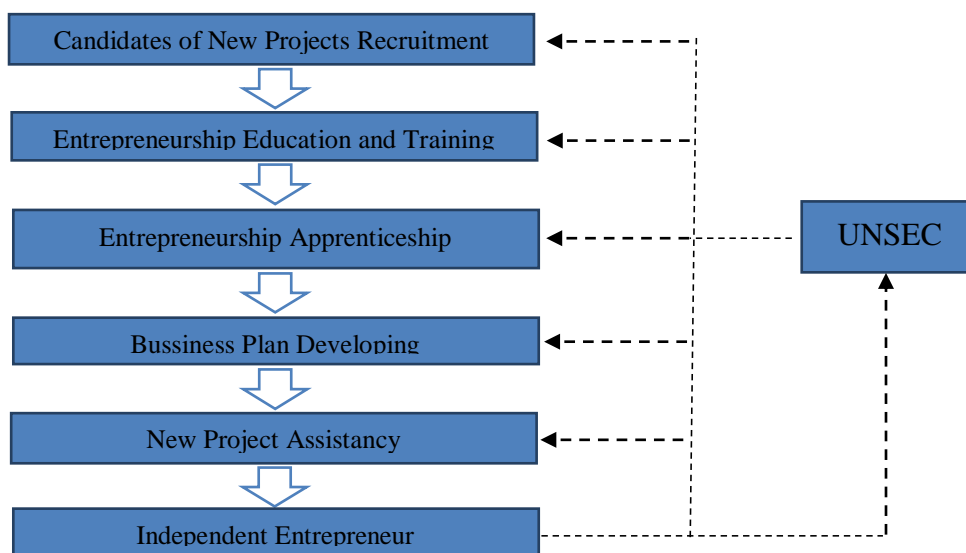 Candidates of New Projects Recruitment
Entrepreneurship Education and Training
Entrepreneurship Apprenticeship
UNSEC
Bussiness Plan Developing
New Project Assistancy
Independent Entrepreneur